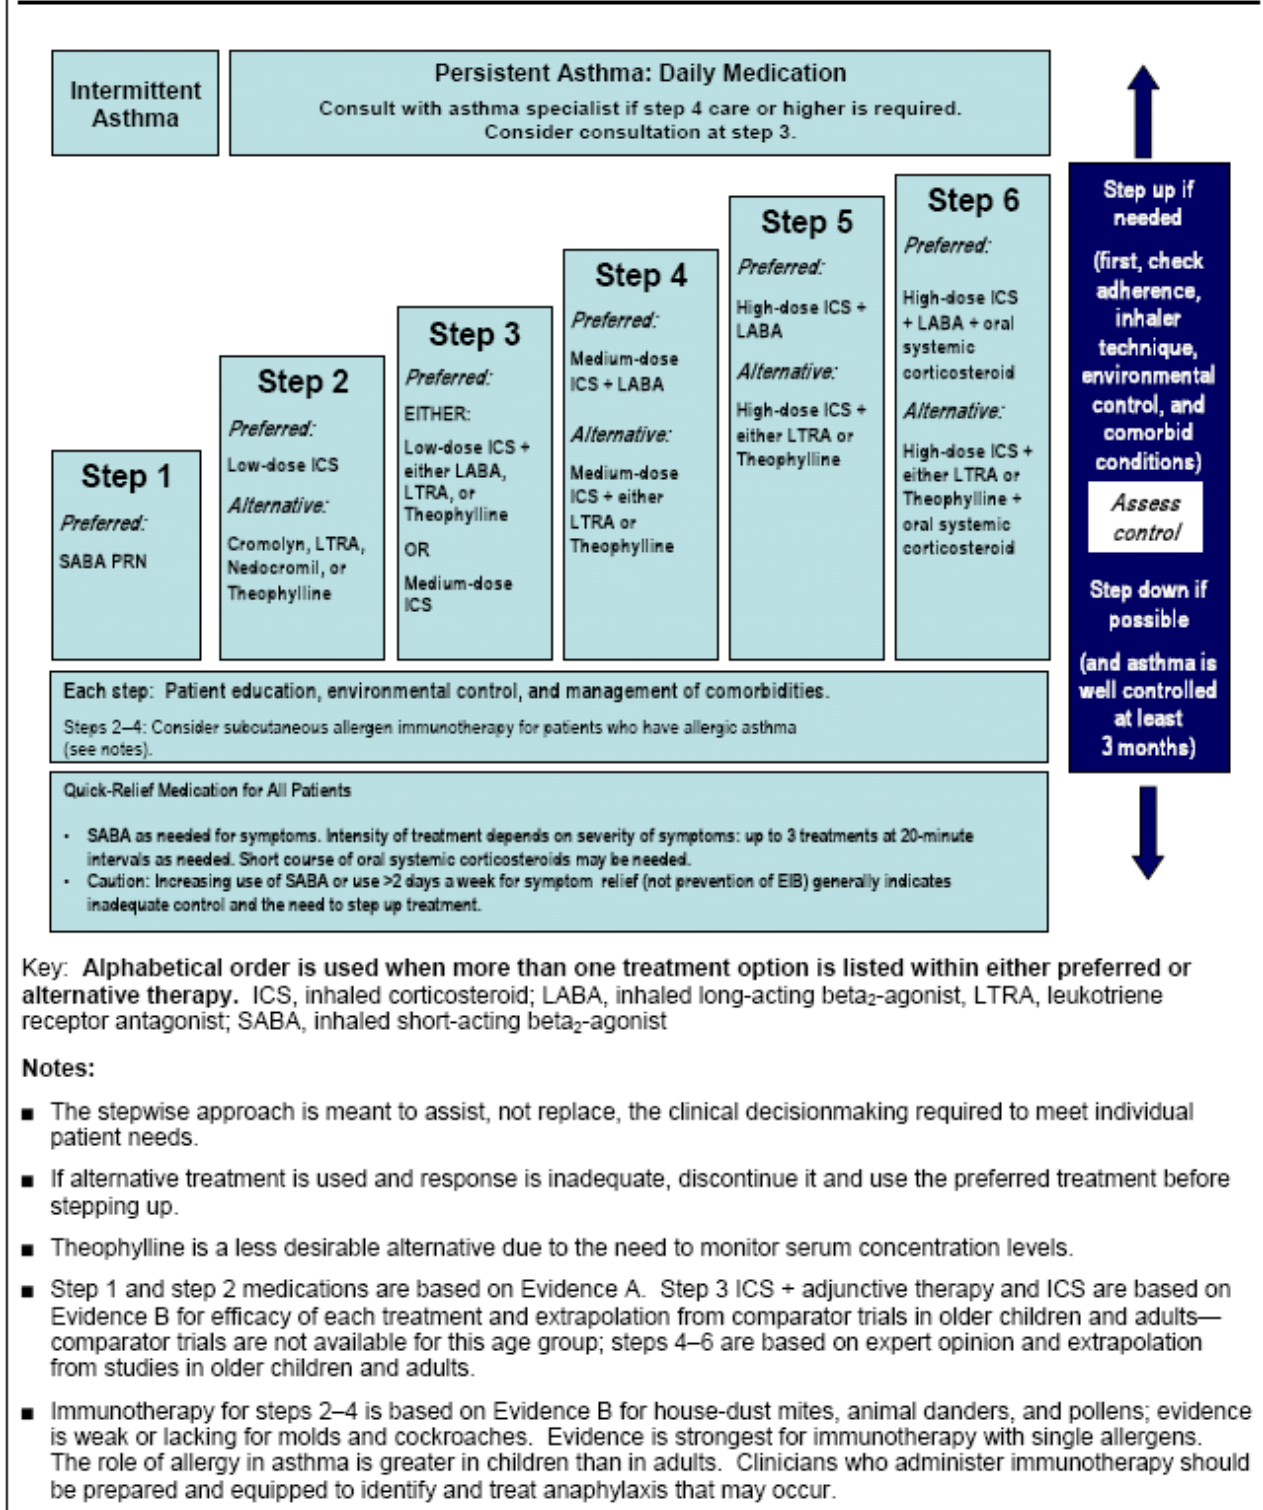 Intermittent
Asthma
Persistent Asthma: Daily Medication
Consult with asthma specialist if step 4 care or higher is required.
Consider consultation at step 3.
Step 1
Preferred:
SABA PRN
Step 2
Preferred:
Low-dose ICS
Alternative:
Cromolyn, LTRA,
Nedocromil, or
Theophylline
Step 3
Preferred:
EITHER:
Low-dose ICS +
either LABA,
LTRA, or
Theophylline
OR
Medium-dose
ICS
Step 4
Preferred:
Medium-dose
ICS + LABA
Alternative:
Medium-dose
ICS + either
LTRA or
Theophylline
Step 5
Preferred:
High-dose ICS +
LABA
Alternative:
High-dose ICS +
either LTRA or
Theophylline
Step 6
Preferred:
High-dose ICS
+ LABA + oral
systemic
corticosteroid
Alternative:
High-dose ICS +
either LTRA or
Theophylline +
oral systemic
corticosteroid
Step up if
needed
(first, check
adherence,
inhaler
technique,
environmental
control, and
comorbid
conditions)
Assess
control
Step down if
possible
(and asthma is
well controlled
at least
3 months)
Each step: Patient education, environmental control, and management of comorbidities.
Steps 2–4: Consider subcutaneous allergen immunotherapy for patients who have allergic asthma
(see notes).
Quick-Relief Medication for All Patients
• SABA as needed for symptoms. Intensity of treatment depends on severity of symptoms: up to 3 treatments at 20-minute
intervals as needed. Short course of oral systemic corticosteroids may be needed.
• Caution: Increasing use of SABA or use >2 days a week for symptom relief (not prevention of EIB) generally indicates
inadequate control and the need to step up treatment.
Key: Alphabetical order is used when more than one treatment option is listed within either preferred or
alternative therapy. ICS, inhaled corticosteroid; LABA, inhaled long-acting beta₂-agonist, LTRA, leukotriene
receptor antagonist; SABA, inhaled short-acting beta₂-agonist
Notes:
■ The stepwise approach is meant to assist, not replace, the clinical decisionmaking required to meet individual
patient needs.
■ If alternative treatment is used and response is inadequate, discontinue it and use the preferred treatment before
stepping up.
■ Theophylline is a less desirable alternative due to the need to monitor serum concentration levels.
■ Step 1 and step 2 medications are based on Evidence A. Step 3 ICS + adjunctive therapy and ICS are based on
Evidence B for efficacy of each treatment and extrapolation from comparator trials in older children and adults—
comparator trials are not available for this age group; steps 4–6 are based on expert opinion and extrapolation
from studies in older children and adults.
■ Immunotherapy for steps 2–4 is based on Evidence B for house-dust mites, animal danders, and pollens; evidence
is weak or lacking for molds and cockroaches. Evidence is strongest for immunotherapy with single allergens.
The role of allergy in asthma is greater in children than in adults. Clinicians who administer immunotherapy should
be prepared and equipped to identify and treat anaphylaxis that may occur.